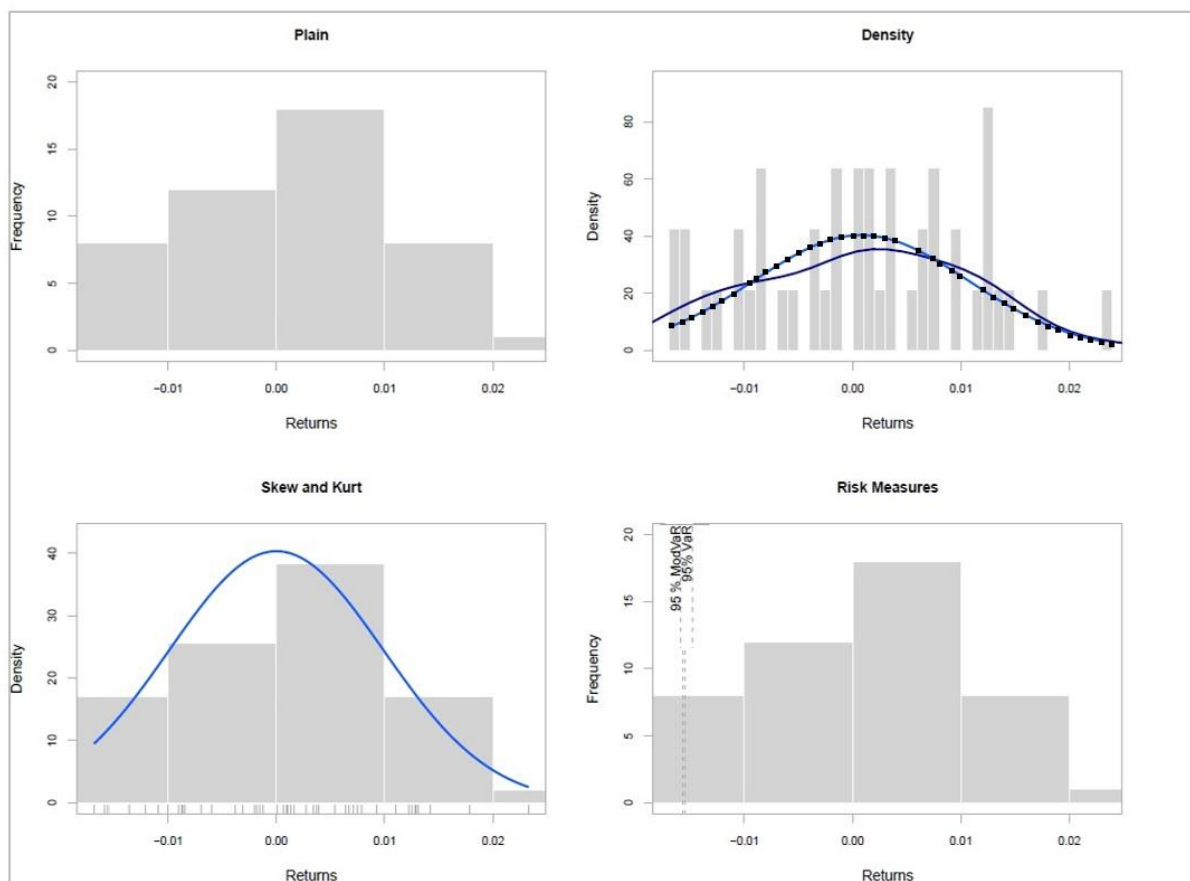 Plain
Frequency
20
15
10
5
0
−0.01 0.00 0.01 0.02
Returns
Density
Density
80
60
40
20
0
−0.01 0.00 0.01 0.02
Returns
Skew and Kurt
Density
40
30
20
10
0
−0.01 0.00 0.01 0.02
Returns
Risk Measures
Frequency
20
15
10
5
0
95 % ModVaR
95% VaR
−0.01 0.00 0.01 0.02
Returns